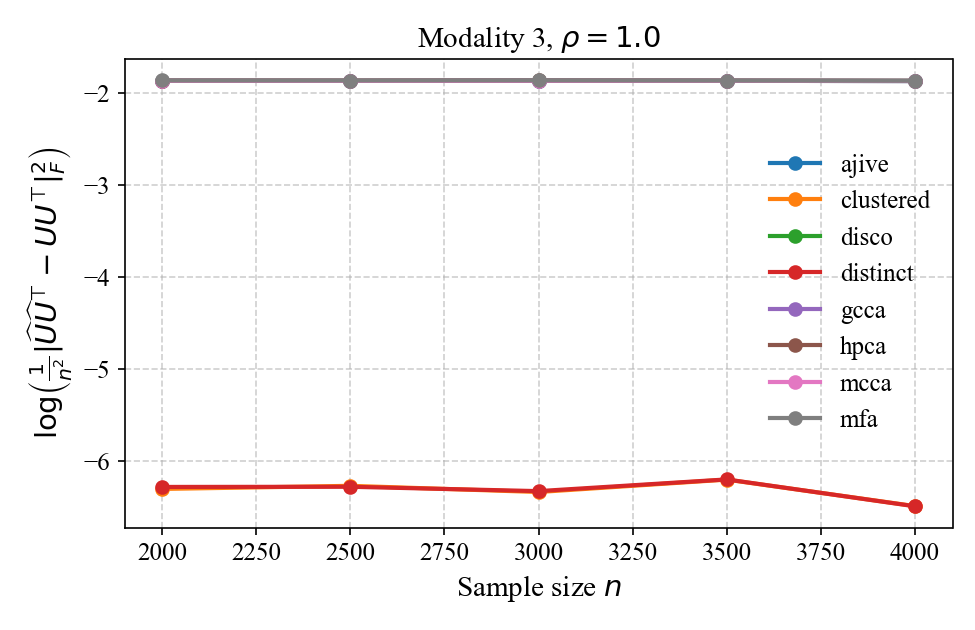 Modality 3, ρ = 1.0
log(1/n² |ÛÛ⊤ − UU⊤|²_F)
−2
−3
−4
−5
−6
ajive
clustered
disco
distinct
gcca
hpca
mcca
mfa
2000 2250 2500 2750 3000 3250 3500 3750 4000
Sample size n